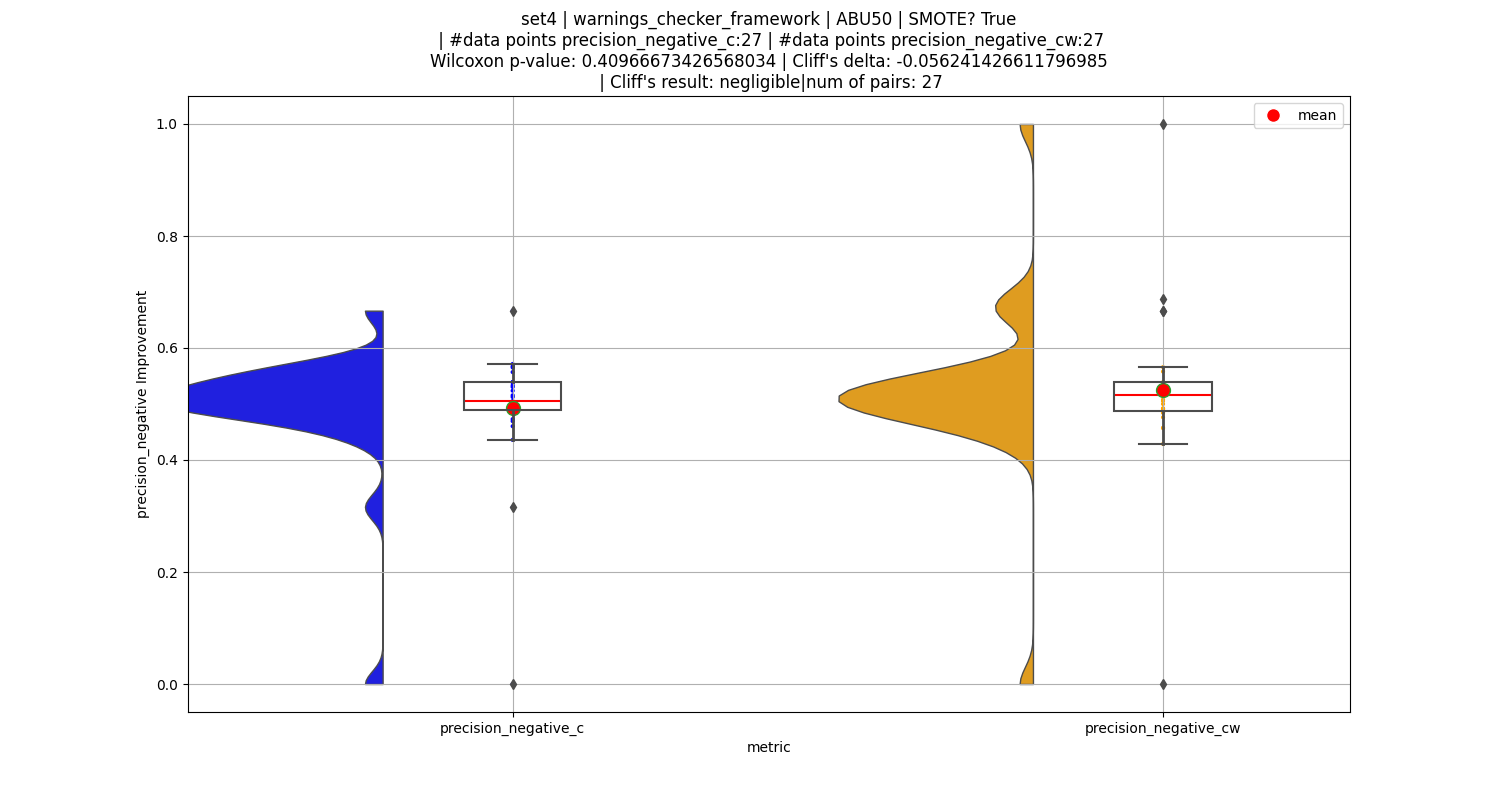 set4 | warnings_checker_framework | ABU50 | SMOTE? True
| #data points precision_negative_c:27 | #data points precision_negative_cw:27
Wilcoxon p-value: 0.40966673426568034 | Cliff's delta: -0.056241426611796985
| Cliff's result: negligible|num of pairs: 27
mean
1.0
0.8
0.6
0.4
0.2
0.0
precision_negative Improvement
precision_negative_c
precision_negative_cw
metric